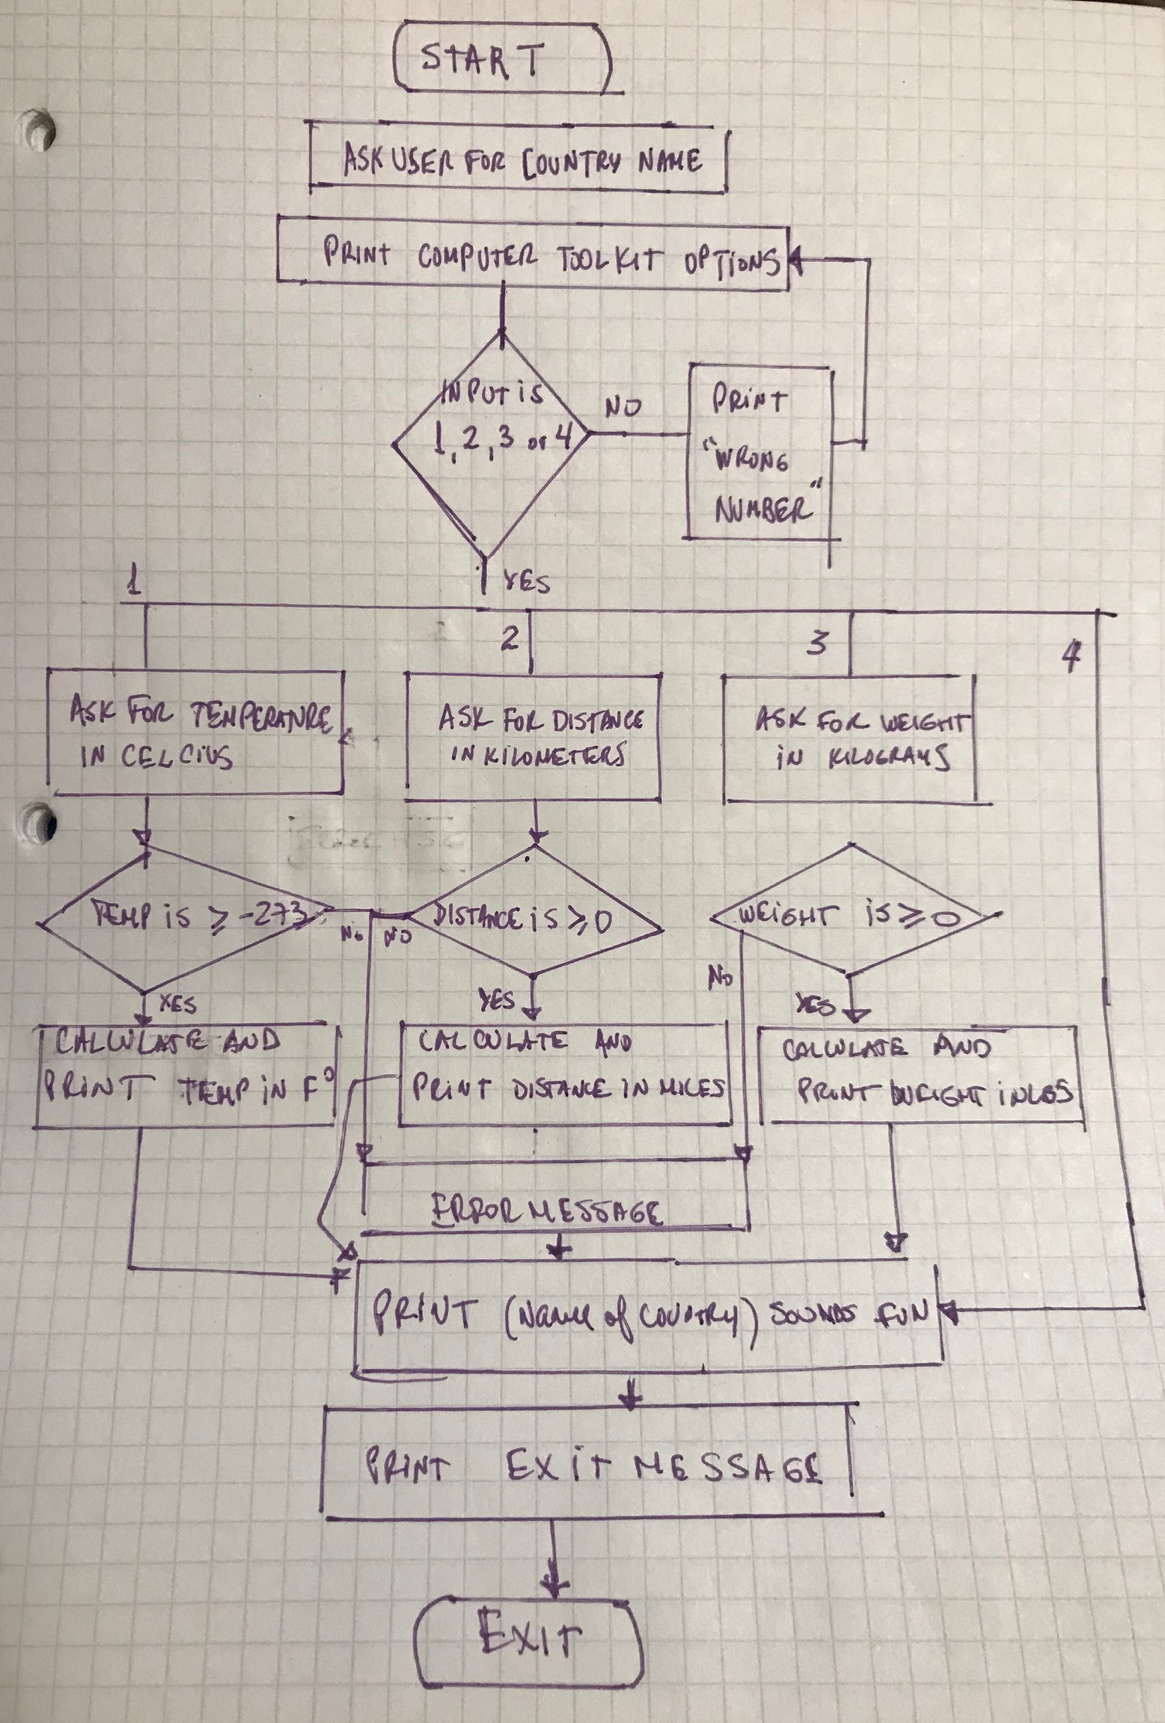 START
ASK USER FOR COUNTRY NAME
PRINT COMPUTER TOOLKIT OPTIONS
INPUT IS
1, 2, 3 or 4
NO
PRINT
"WRONG
NUMBER"
YES
1
2
3
4
ASK FOR TEMPERATURE
IN CELCIUS
ASK FOR DISTANCE
IN KILOMETERS
ASK FOR WEIGHT
IN KILOGRAMS
TEMP IS ≥ -273
NO
NO
DISTANCE IS ≥ 0
WEIGHT IS ≥ 0
NO
YES
YES
YES
CALCULATE AND
PRINT TEMP IN F°
CALCULATE AND
PRINT DISTANCE IN MILES
CALCULATE AND
PRINT WEIGHT IN LBS
ERROR MESSAGE
PRINT (Name of COUNTRY) SOUNDS FUN
PRINT EXIT MESSAGE
EXIT